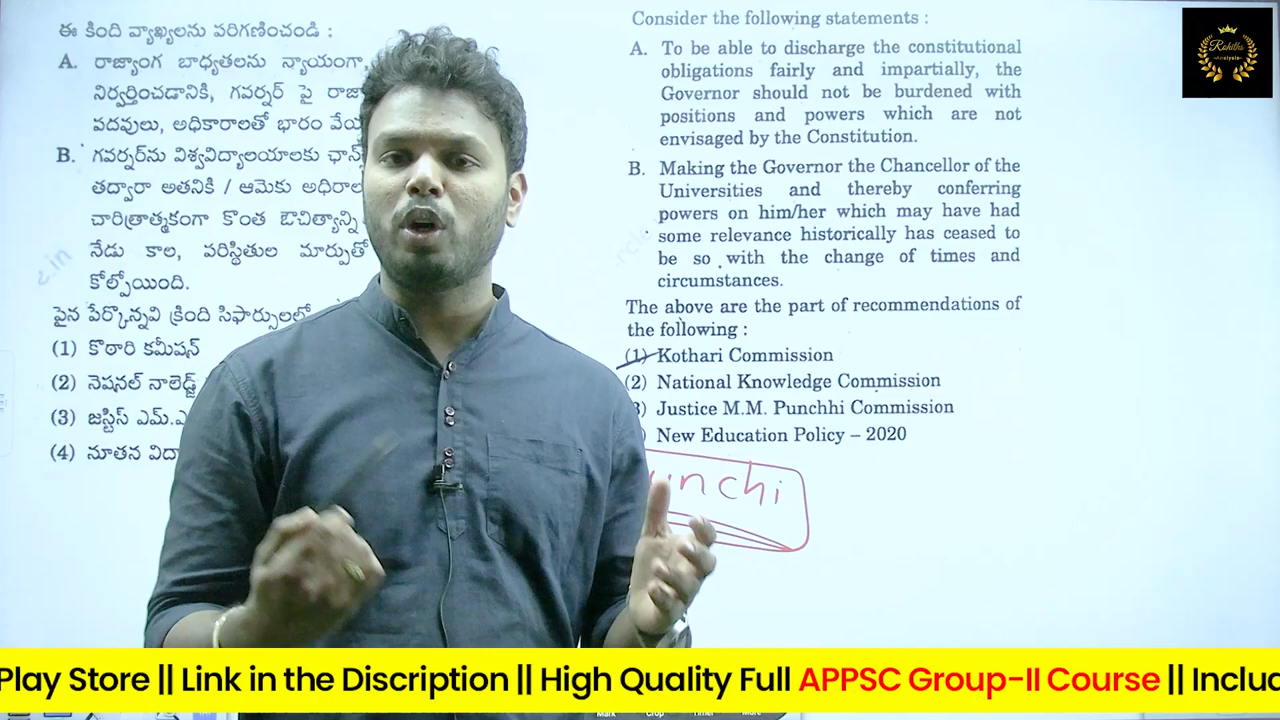 ఈ కింది వ్యాఖ్యలను పరిగణించండి :
A. రాజ్యాంగ బాధ్యతలను న్యాయంగా,
నిర్వర్తించడానికి, గవర్నర్ పై
పదవులు, అధికారాలతో భారం
B. గవర్నర్‌ను విశ్వవిద్యాలయాలకు
తద్వారా అతనికి / ఆమెకు
చారిత్రాత్మకంగా కొంత ఔచిత్యాన్ని
నేడు కాల, పరిస్థితుల మార్పుతో
కోల్పోయింది.
పైన పేర్కొన్నవి క్రింది సిఫార్సులలో
(1) కొఠారి కమీషన్
(2) నెషనల్ నాలెడ్జ్
(3) జస్టిస్ ఎమ్.
(4) నూతన
Consider the following statements :
A. To be able to discharge the constitutional
obligations fairly and impartially, the
Governor should not be burdened with
positions and powers which are not
envisaged by the Constitution.
B. Making the Governor the Chancellor of the
Universities and thereby conferring
powers on him/her which may have had
some relevance historically has ceased to
be so with the change of times and
circumstances.
The above are the part of recommendations of
the following :
(1) Kothari Commission
(2) National Knowledge Commission
3) Justice M.M. Punchhi Commission
) New Education Policy – 2020
unchi
Rohiths
Analysis
Play Store || Link in the Discription || High Quality Full APPSC Group-II Course || Includ